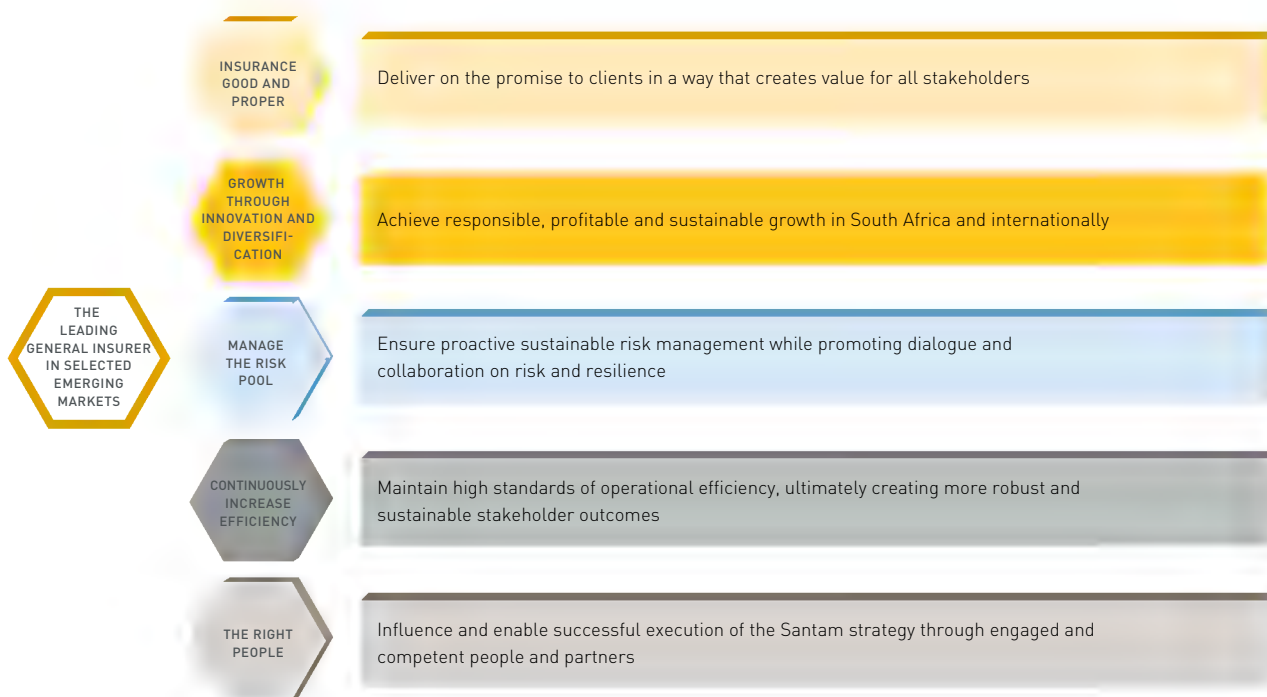 INSURANCE
GOOD AND
PROPER
Deliver on the promise to clients in a way that creates value for all stakeholders
GROWTH
THROUGH
INNOVATION AND
DIVERSIFI-
CATION
Achieve responsible, profitable and sustainable growth in South Africa and internationally
THE
LEADING
GENERAL INSURER
IN SELECTED
EMERGING
MARKETS
MANAGE
THE RISK
POOL
Ensure proactive sustainable risk management while promoting dialogue and
collaboration on risk and resilience
CONTINUOUSLY
INCREASE
EFFICIENCY
Maintain high standards of operational efficiency, ultimately creating more robust and
sustainable stakeholder outcomes
THE RIGHT
PEOPLE
Influence and enable successful execution of the Santam strategy through engaged and
competent people and partners